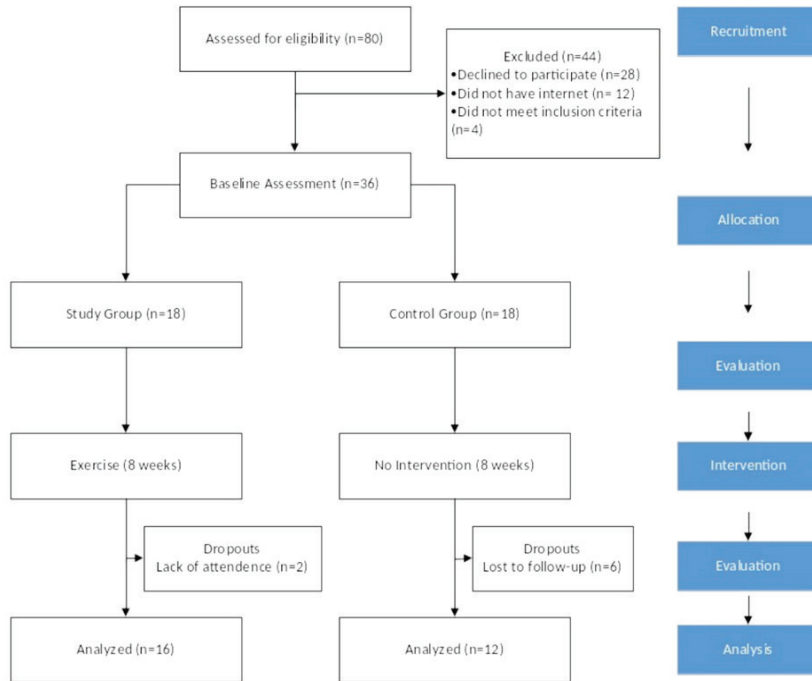 Assessed for eligibility (n=80)
Excluded (n=44)
•Declined to participate (n=28)
•Did not have internet (n= 12)
•Did not meet inclusion criteria
(n=4)
Baseline Assessment (n=36)
Study Group (n=18)
Control Group (n=18)
Exercise (8 weeks)
No Intervention (8 weeks)
Dropouts
Lack of attendence (n=2)
Dropouts
Lost to follow-up (n=6)
Analyzed (n=16)
Analyzed (n=12)
Recruitment
Allocation
Evaluation
Intervention
Evaluation
Analysis